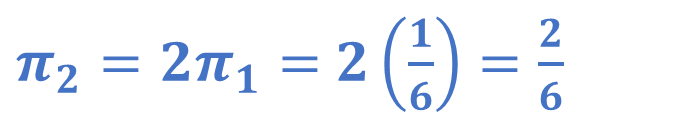 π₂ = 2π₁ = 2(1/6) = 2/6